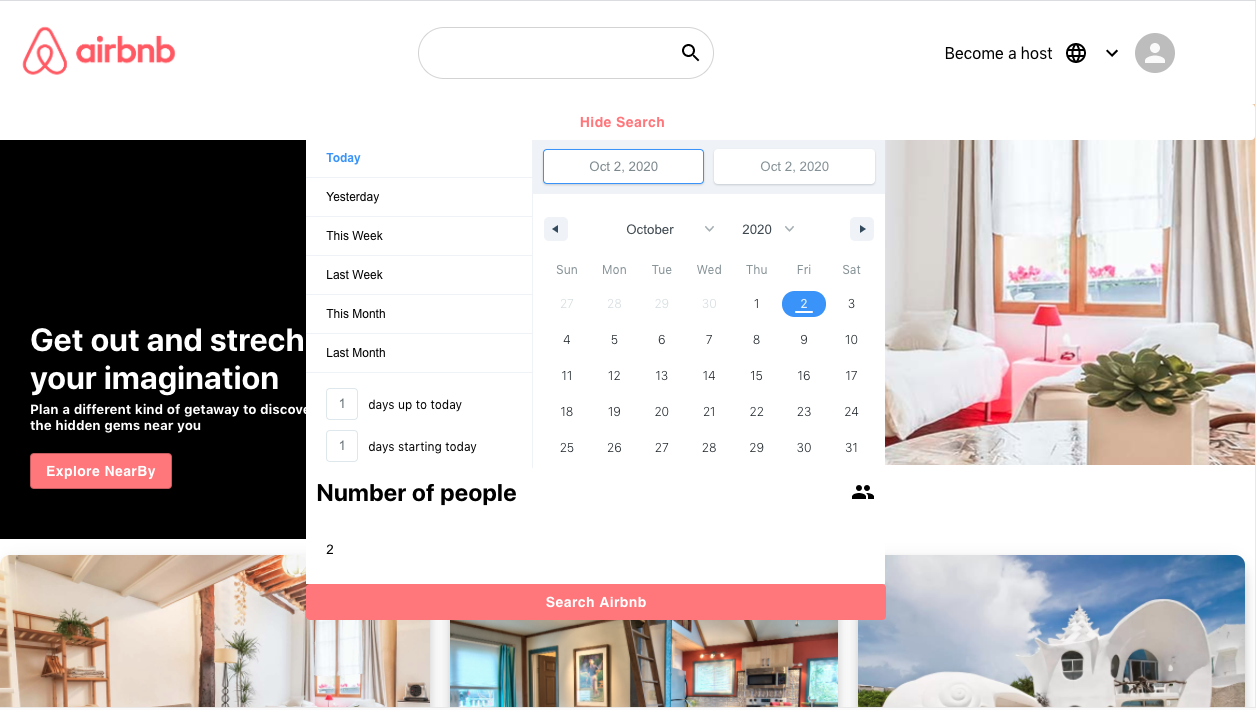 airbnb
Become a host
Hide Search
Today
Yesterday
This Week
Last Week
This Month
Last Month
1 days up to today
1 days starting today
Oct 2, 2020 Oct 2, 2020
October 2020
Sun Mon Tue Wed Thu Fri Sat
27 28 29 30 1 2 3
4 5 6 7 8 9 10
11 12 13 14 15 16 17
18 19 20 21 22 23 24
25 26 27 28 29 30 31
Get out and strech
your imagination
Plan a different kind of getaway to discove
the hidden gems near you
Explore NearBy
Number of people
2
Search Airbnb